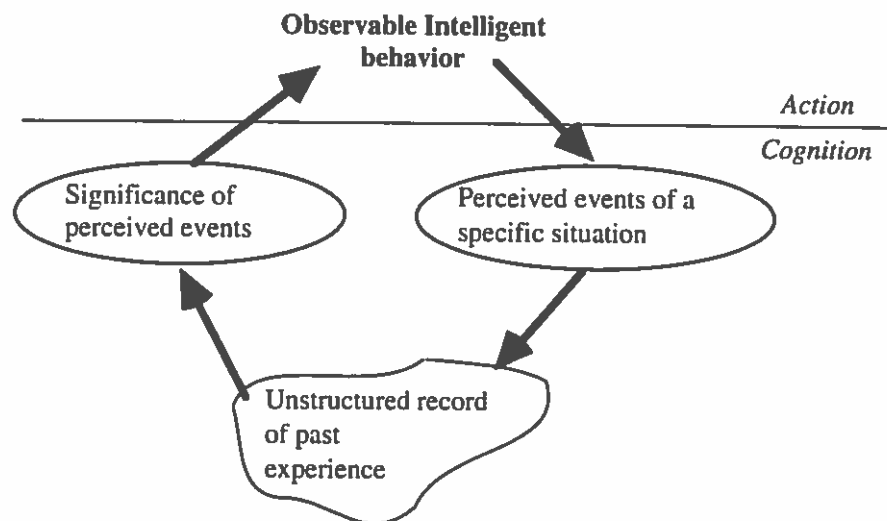 Observable Intelligent
behavior
Action
Cognition
Significance of
perceived events
Perceived events of a
specific situation
Unstructured record
of past
experience